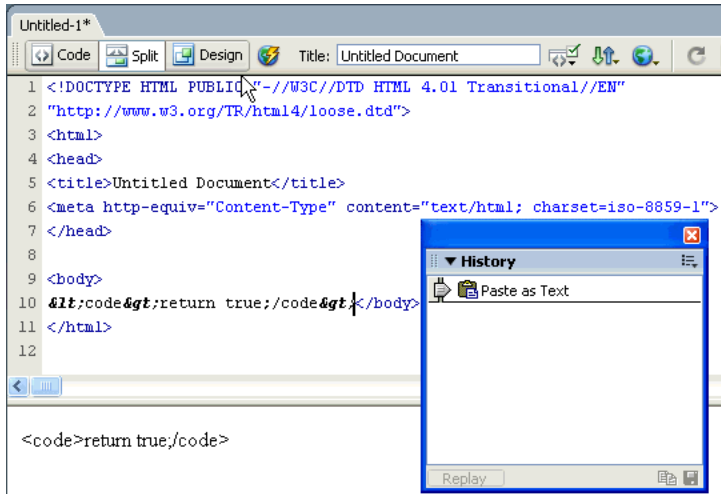 Untitled-1*
Code Split Design Title: Untitled Document
1 <!DOCTYPE HTML PUBLIC "-//W3C//DTD HTML 4.01 Transitional//EN"
2 "http://www.w3.org/TR/html4/loose.dtd">
3 <html>
4 <head>
5 <title>Untitled Document</title>
6 <meta http-equiv="Content-Type" content="text/html; charset=iso-8859-1">
7 </head>
8
9 <body>
10 &lt;code&gt;return true;/code&gt;</body>
11 </html>
12
History
Paste as Text
Replay
<code>return true;/code>